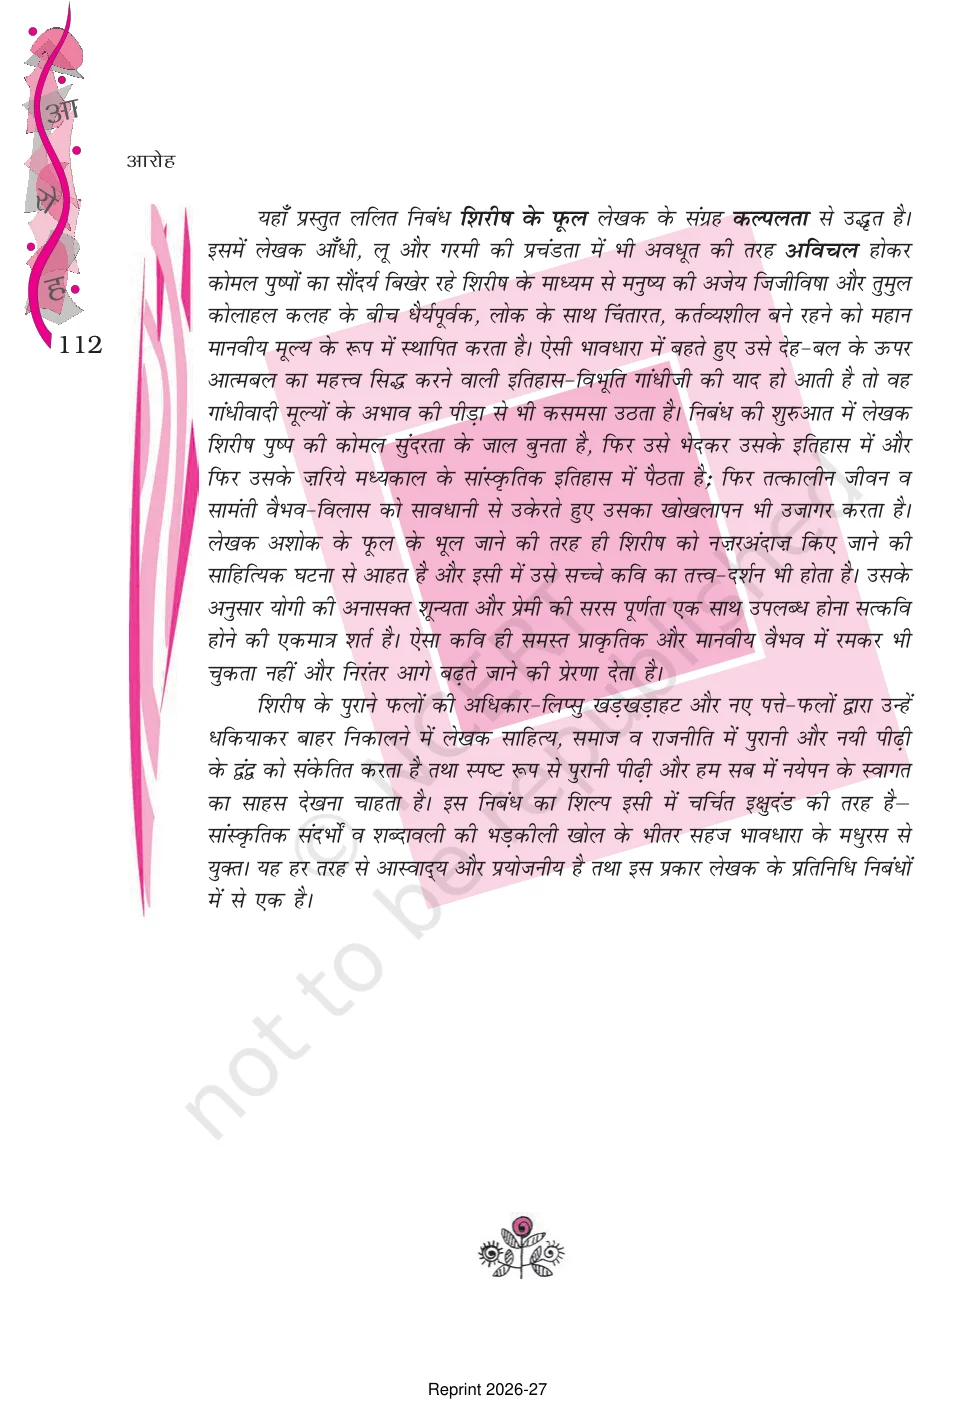 आ
रो
ह
आरोह
112
यहाँ प्रस्तुत ललित निबंध शिरीष के फूल लेखक के संग्रह कल्पलता से उद्धृत है।
इसमें लेखक आँधी, लू और गरमी की प्रचंडता में भी अवधूत की तरह अविचल होकर
कोमल पुष्पों का सौंदर्य बिखेर रहे शिरीष के माध्यम से मनुष्य की अजेय जिजीविषा और तुमुल
कोलाहल कलह के बीच धैर्यपूर्वक, लोक के साथ चिंतारत, कर्तव्यशील बने रहने को महान
मानवीय मूल्य के रूप में स्थापित करता है। ऐसी भावधारा में बहते हुए उसे देह-बल के ऊपर
आत्मबल का महत्त्व सिद्ध करने वाली इतिहास-विभूति गांधीजी की याद हो आती है तो वह
गांधीवादी मूल्यों के अभाव की पीड़ा से भी कसमसा उठता है। निबंध की शुरुआत में लेखक
शिरीष पुष्प की कोमल सुंदरता के जाल बुनता है, फिर उसे भेदकर उसके इतिहास में और
फिर उसके ज़रिये मध्यकाल के सांस्कृतिक इतिहास में पैठता है; फिर तत्कालीन जीवन व
सामंती वैभव-विलास को सावधानी से उकेरते हुए उसका खोखलापन भी उजागर करता है।
लेखक अशोक के फूल के भूल जाने की तरह ही शिरीष को नज़रअंदाज़ किए जाने की
साहित्यिक घटना से आहत है और इसी में उसे सच्चे कवि का तत्त्व-दर्शन भी होता है। उसके
अनुसार योगी की अनासक्त शून्यता और प्रेमी की सरस पूर्णता एक साथ उपलब्ध होना सत्कवि
होने की एकमात्र शर्त है। ऐसा कवि ही समस्त प्राकृतिक और मानवीय वैभव में रमकर भी
चुकता नहीं और निरंतर आगे बढ़ते जाने की प्रेरणा देता है।
शिरीष के पुराने फलों की अधिकार-लिप्सु खड़खड़ाहट और नए पत्ते-फलों द्वारा उन्हें
धकियाकर बाहर निकालने में लेखक साहित्य, समाज व राजनीति में पुरानी और नयी पीढ़ी
के द्वंद्व को संकेतित करता है तथा स्पष्ट रूप से पुरानी पीढ़ी और हम सब में नयेपन के स्वागत
का साहस देखना चाहता है। इस निबंध का शिल्प इसी में चर्चित इक्षुदंड की तरह है–
सांस्कृतिक संदर्भों व शब्दावली की भड़कीली खोल के भीतर सहज भावधारा के मधुरस से
युक्त। यह हर तरह से आस्वाद्य और प्रयोजनीय है तथा इस प्रकार लेखक के प्रतिनिधि निबंधों
में से एक है।
© NCERT
not to be republished
Reprint 2026-27